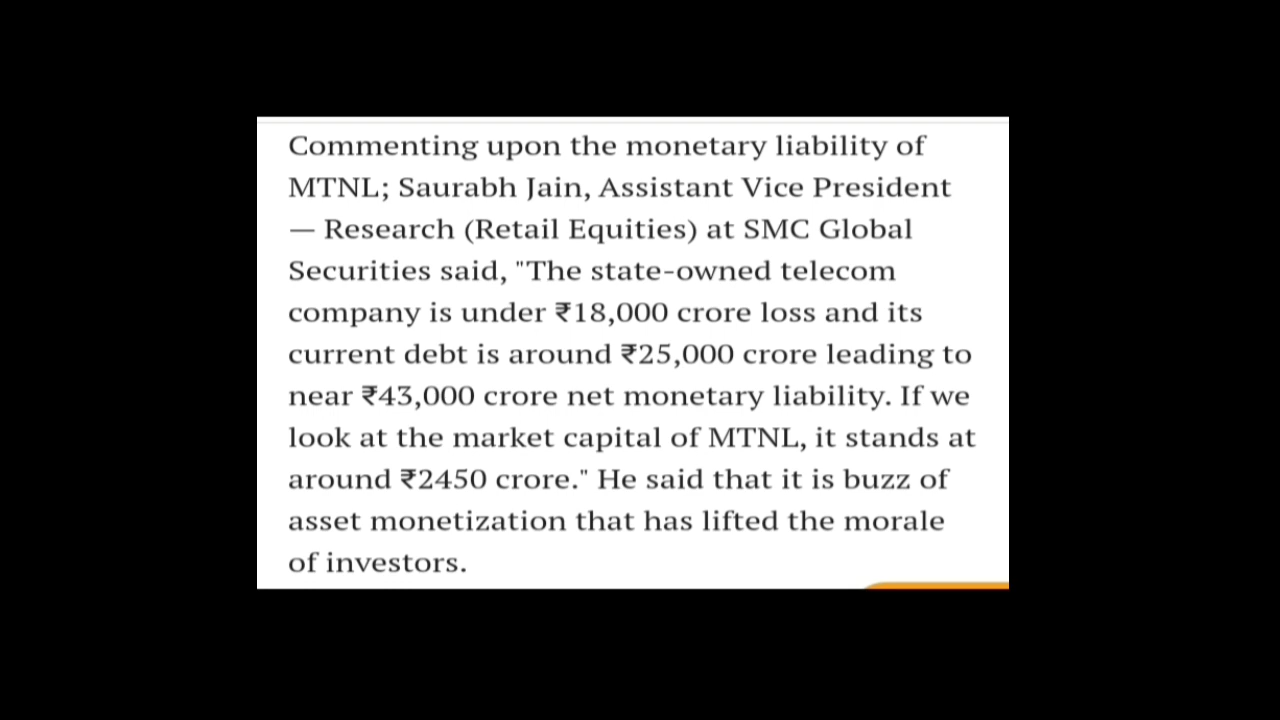 Commenting upon the monetary liability of
MTNL; Saurabh Jain, Assistant Vice President
— Research (Retail Equities) at SMC Global
Securities said, "The state-owned telecom
company is under ₹18,000 crore loss and its
current debt is around ₹25,000 crore leading to
near ₹43,000 crore net monetary liability. If we
look at the market capital of MTNL, it stands at
around ₹2450 crore." He said that it is buzz of
asset monetization that has lifted the morale
of investors.